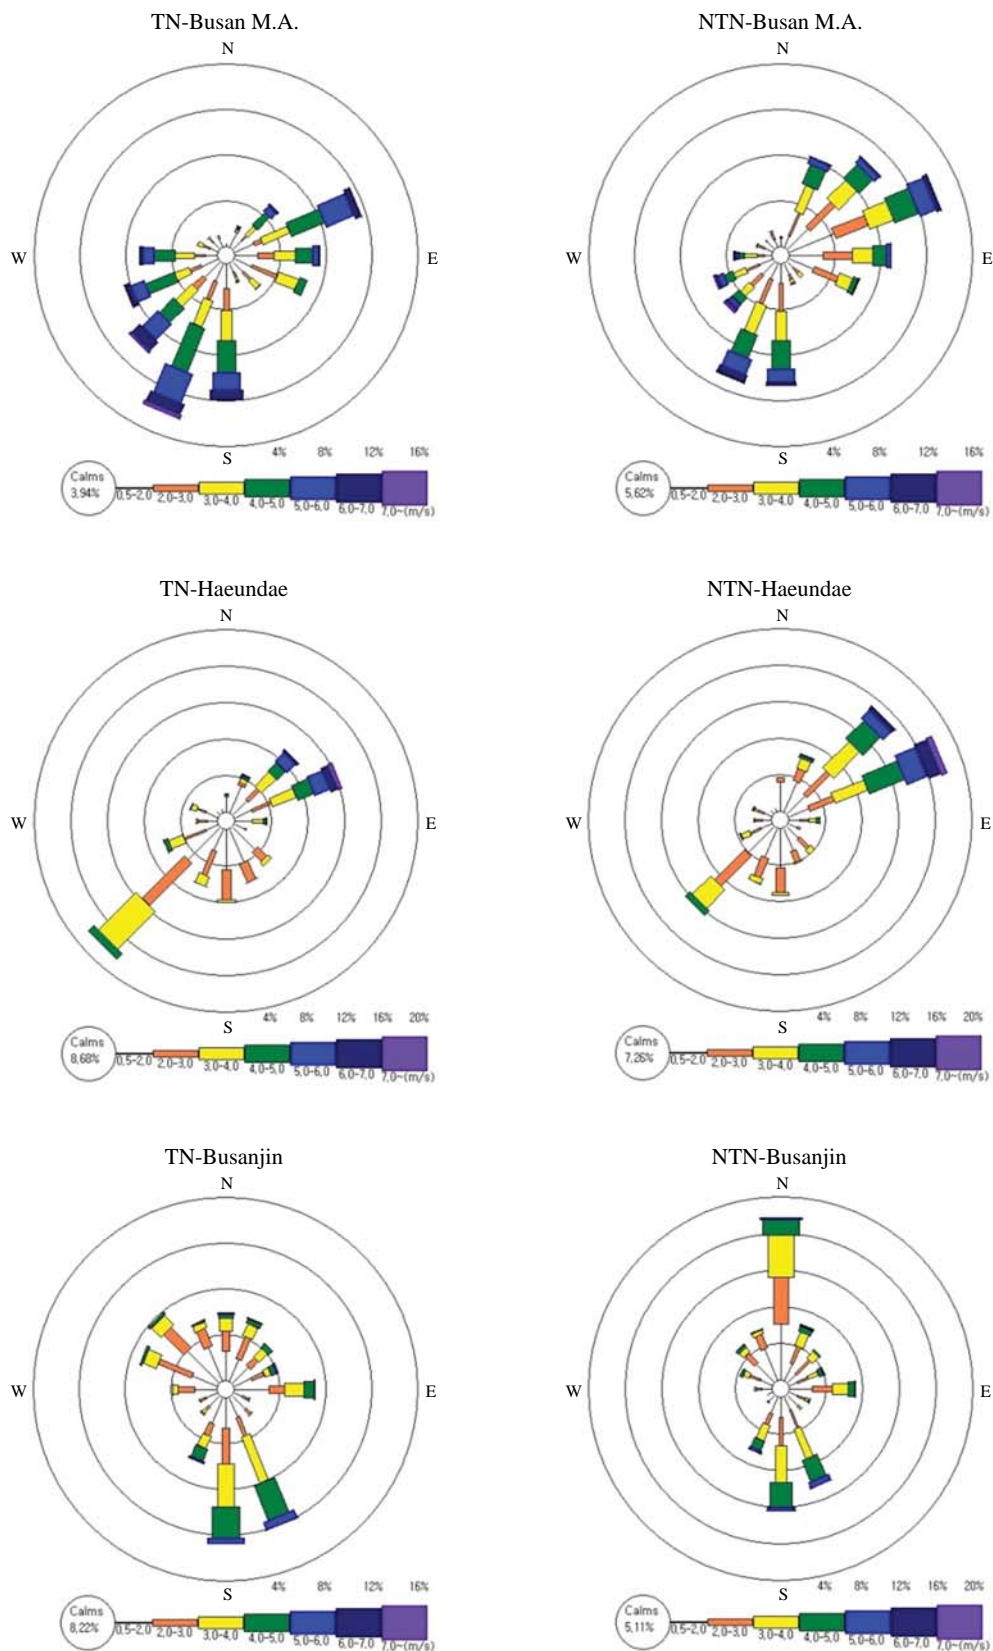 TN-Busan M.A.
N
W
E
S
4% 8% 12% 16%
Calms
3,94%
0,5-2,0 2,0-3,0 3,0-4,0 4,0-5,0 5,0-6,0 6,0-7,0 7,0~(m/s)
NTN-Busan M.A.
N
W
E
S
4% 8% 12% 16%
Calms
5,62%
0,5-2,0 2,0-3,0 3,0-4,0 4,0-5,0 5,0-6,0 6,0-7,0 7,0~(m/s)
TN-Haeundae
N
W
E
S
4% 8% 12% 16% 20%
Calms
8,68%
0,5-2,0 2,0-3,0 3,0-4,0 4,0-5,0 5,0-6,0 6,0-7,0 7,0~(m/s)
NTN-Haeundae
N
W
E
S
4% 8% 12% 16% 20%
Calms
7,26%
0,5-2,0 2,0-3,0 3,0-4,0 4,0-5,0 5,0-6,0 6,0-7,0 7,0~(m/s)
TN-Busanjin
N
W
E
S
4% 8% 12% 16%
Calms
8,22%
0,5-2,0 2,0-3,0 3,0-4,0 4,0-5,0 5,0-6,0 6,0-7,0 7,0~(m/s)
NTN-Busanjin
N
W
E
S
4% 8% 12% 16% 20%
Calms
5,11%
0,5-2,0 2,0-3,0 3,0-4,0 4,0-5,0 5,0-6,0 6,0-7,0 7,0~(m/s)